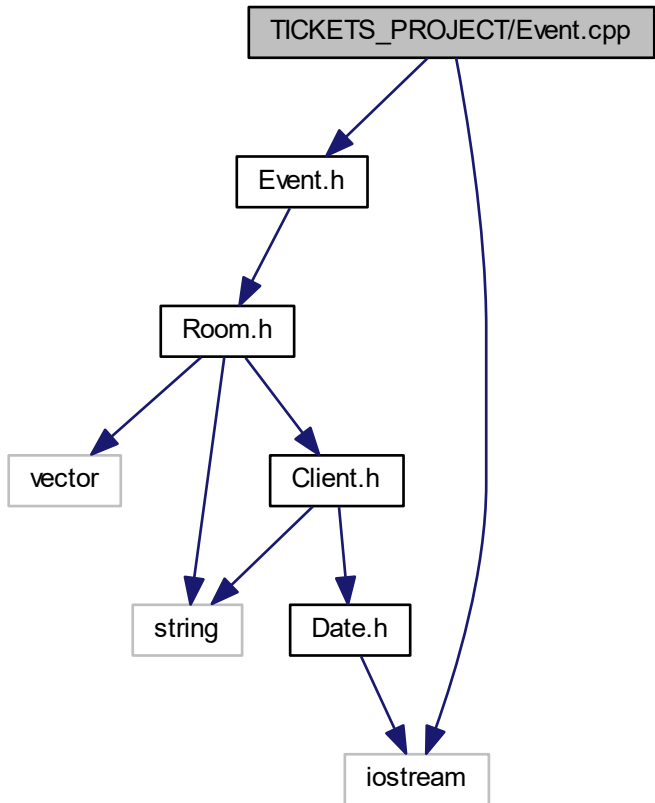 TICKETS_PROJECT/Event.cpp
Event.h
Room.h
vector
Client.h
string
Date.h
iostream